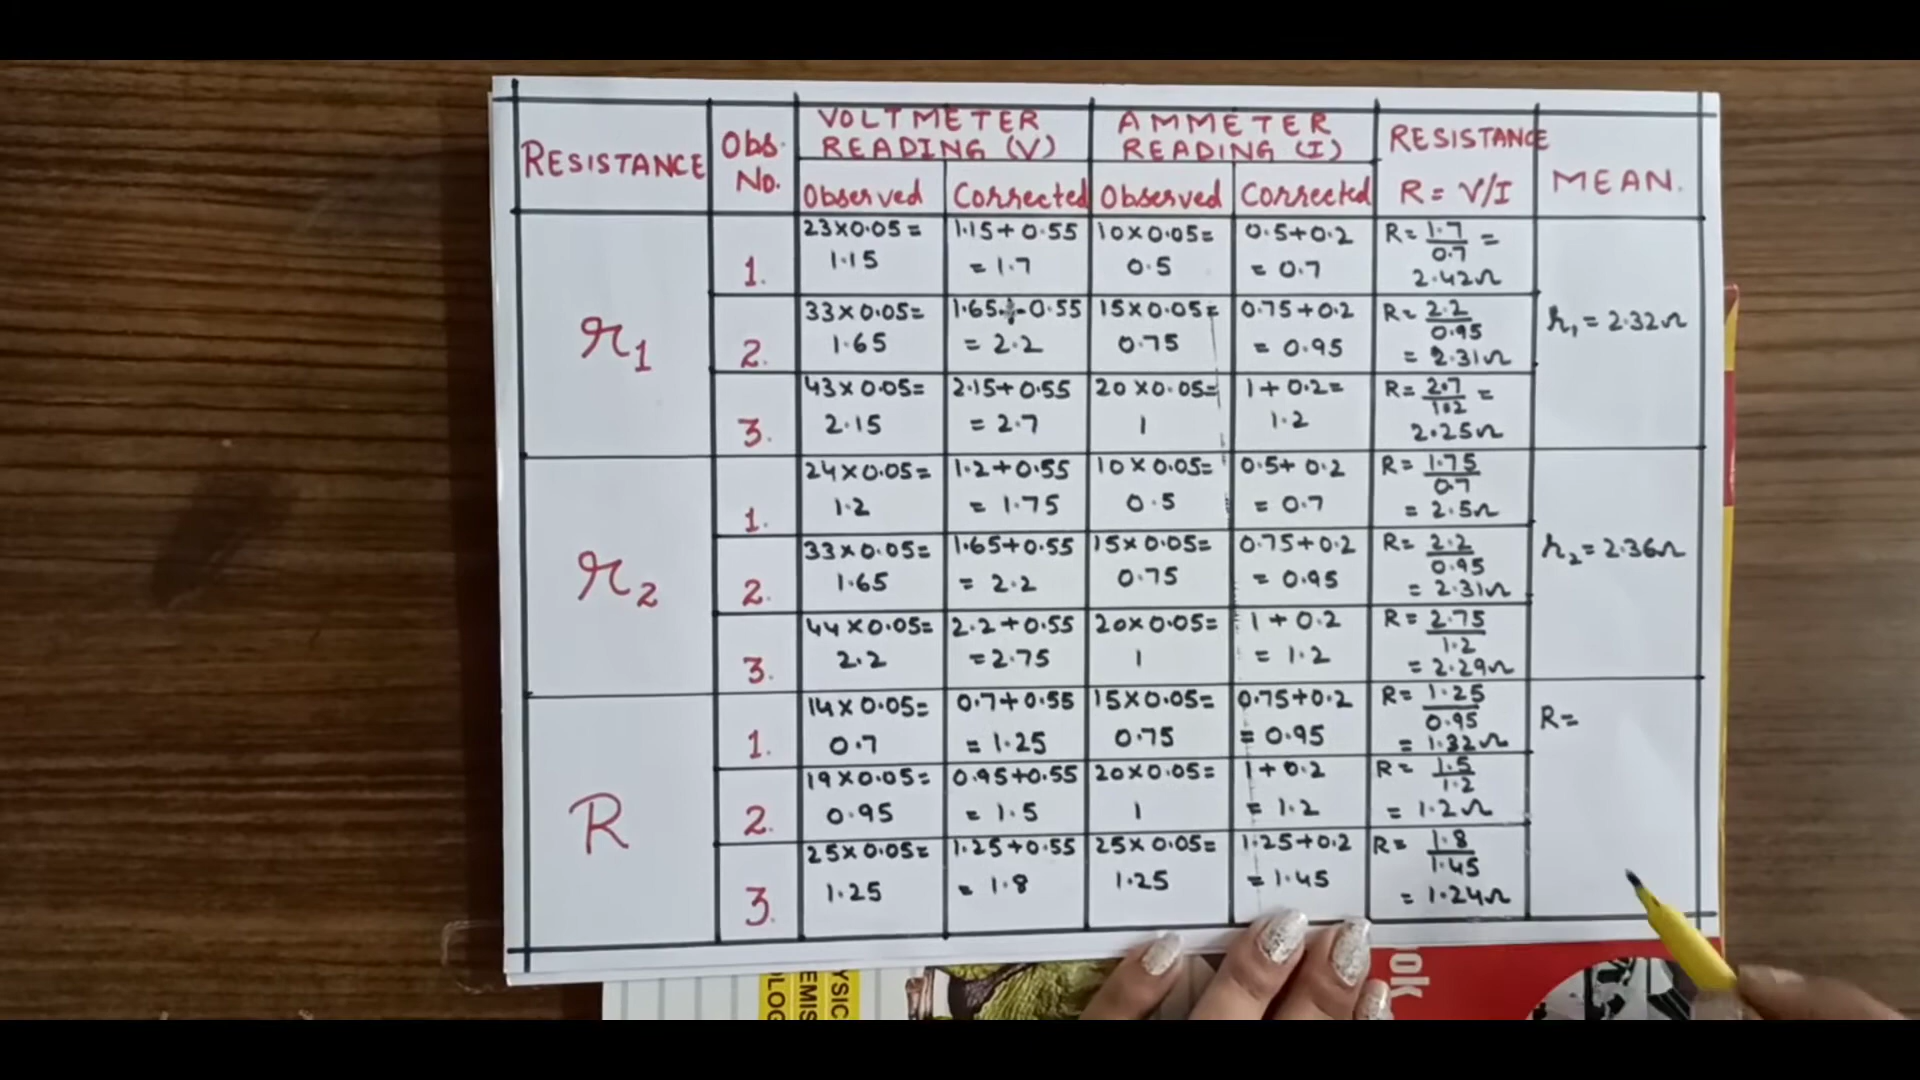 RESISTANCE
Obs. No.
VOLTMETER READING (V)
AMMETER READING (I)
RESISTANCE R = V/I
MEAN.
Observed
Corrected
Observed
Corrected
r1
1.
23×0.05=
1.15
1.15+0.55
= 1.7
10×0.05=
0.5
0.5+0.2
= 0.7
R= 1.7/0.7 =
2.42Ω
2.
33×0.05=
1.65
1.65+0.55
= 2.2
15×0.05=
0.75
0.75+0.2
= 0.95
R= 2.2/0.95
= 2.31Ω
r1 = 2.32Ω
3.
43×0.05=
2.15
2.15+0.55
= 2.7
20×0.05=
1
1+0.2=
1.2
R= 2.7/1.2 =
2.25Ω
r2
1.
24×0.05=
1.2
1.2+0.55
= 1.75
10×0.05=
0.5
0.5+0.2
= 0.7
R= 1.75/0.7
= 2.5Ω
2.
33×0.05=
1.65
1.65+0.55
= 2.2
15×0.05=
0.75
0.75+0.2
= 0.95
R= 2.2/0.95
= 2.31Ω
r2 = 2.36Ω
3.
44×0.05=
2.2
2.2+0.55
=2.75
20×0.05=
1
1+0.2
= 1.2
R= 2.75/1.2
= 2.29Ω
R
1.
14×0.05=
0.7
0.7+0.55
= 1.25
15×0.05=
0.75
0.75+0.2
= 0.95
R= 1.25/0.95
= 1.32Ω
R=
2.
19×0.05=
0.95
0.95+0.55
= 1.5
20×0.05=
1
1+0.2
= 1.2
R= 1.5/1.2
= 1.2Ω
3.
25×0.05=
1.25
1.25+0.55
= 1.8
25×0.05=
1.25
1.25+0.2
= 1.45
R= 1.8/1.45
= 1.24Ω
YSIC
EMIS
OLOG
ok